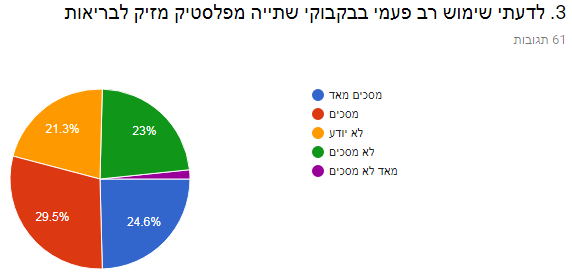 3. לדעתי שימוש רב פעמי בבקבוקי שתייה מפלסטיק מזיק לבריאות
61 תגובות
מסכים מאד
מסכים
לא יודע
לא מסכים
מאד לא מסכים
21.3%
23%
29.5%
24.6%